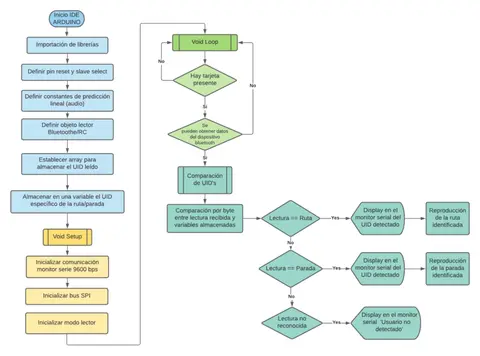 Inicio IDE
ARDUINO
Importación de librerías
Definir pin reset y slave select
Definir constantes de predicción
lineal (audio)
Definir objeto lector
Bluetoothe/RC
Establecer array para
almacenar el UID leído
Almacenar en una variable el UID
específico de la ruta/parada
Void Setup
Inicializar comunicación
monitor serie 9600 bps
Inicializar bus SPI
Inicializar modo lector
Void Loop
No
No
Hay tarjeta
presente
Si
Se
pueden obtener datos
del dispositivo
bluetooth
Si
Comparación
de UID's
Comparación por byte
entre lectura recibida y
variables almacenadas
Lectura == Ruta
Yes
Display en el
monitor serial del
UID detectado
Reproducción
de la ruta
identificada
No
Lectura == Parada
Yes
Display en el
monitor serial del
UID detectado
Reproducción
de la parada
identificada
No
Lectura no
reconocida
Yes
Display en el monitor
serial 'Usuario no
detectado'